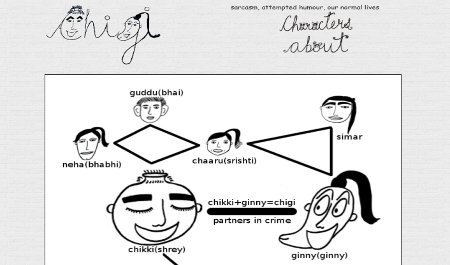 chigi
sarcasm, attempted humour, our normal lives
Characters
about
guddu(bhai)
simar
neha(bhabhi)
chaaru(srishti)
chikki+ginny=chigi
partners in crime
chikki(shrey)
ginny(ginny)